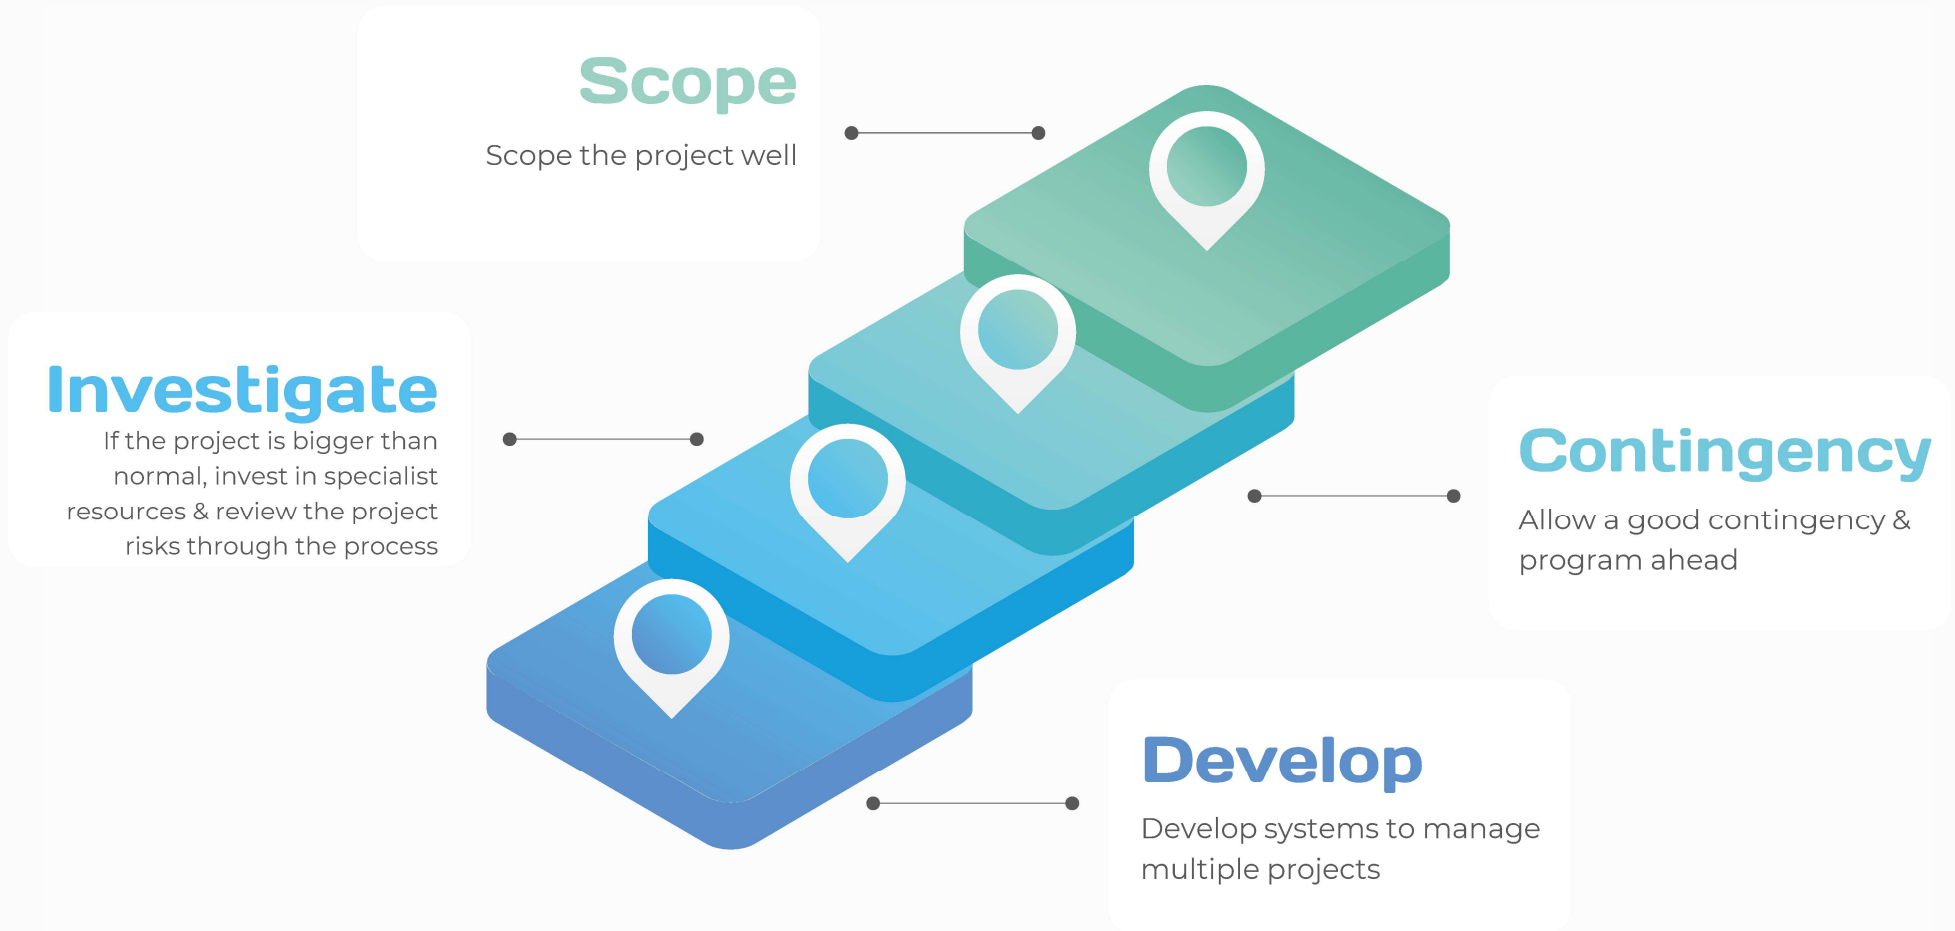 Scope
Scope the project well
Investigate
If the project is bigger than
normal, invest in specialist
resources & review the project
risks through the process
Contingency
Allow a good contingency &
program ahead
Develop
Develop systems to manage
multiple projects